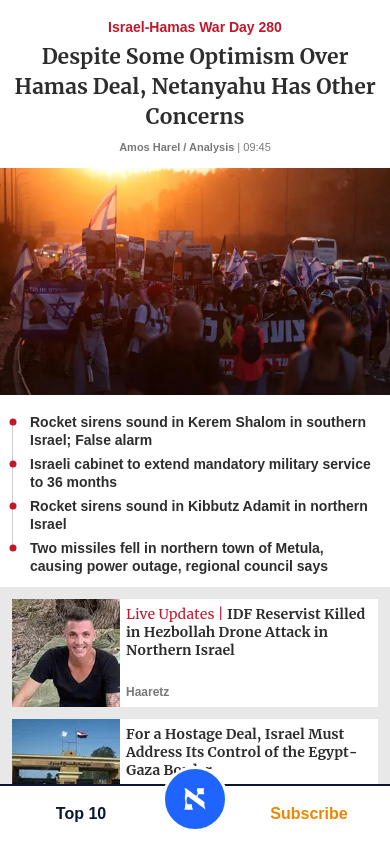 Israel-Hamas War Day 280
Despite Some Optimism Over
Hamas Deal, Netanyahu Has Other
Concerns
Amos Harel / Analysis | 09:45
Rocket sirens sound in Kerem Shalom in southern
Israel; False alarm
Israeli cabinet to extend mandatory military service
to 36 months
Rocket sirens sound in Kibbutz Adamit in northern
Israel
Two missiles fell in northern town of Metula,
causing power outage, regional council says
Live Updates | IDF Reservist Killed
in Hezbollah Drone Attack in
Northern Israel
Haaretz
For a Hostage Deal, Israel Must
Address Its Control of the Egypt-
Gaza Border
Top 10
Subscribe